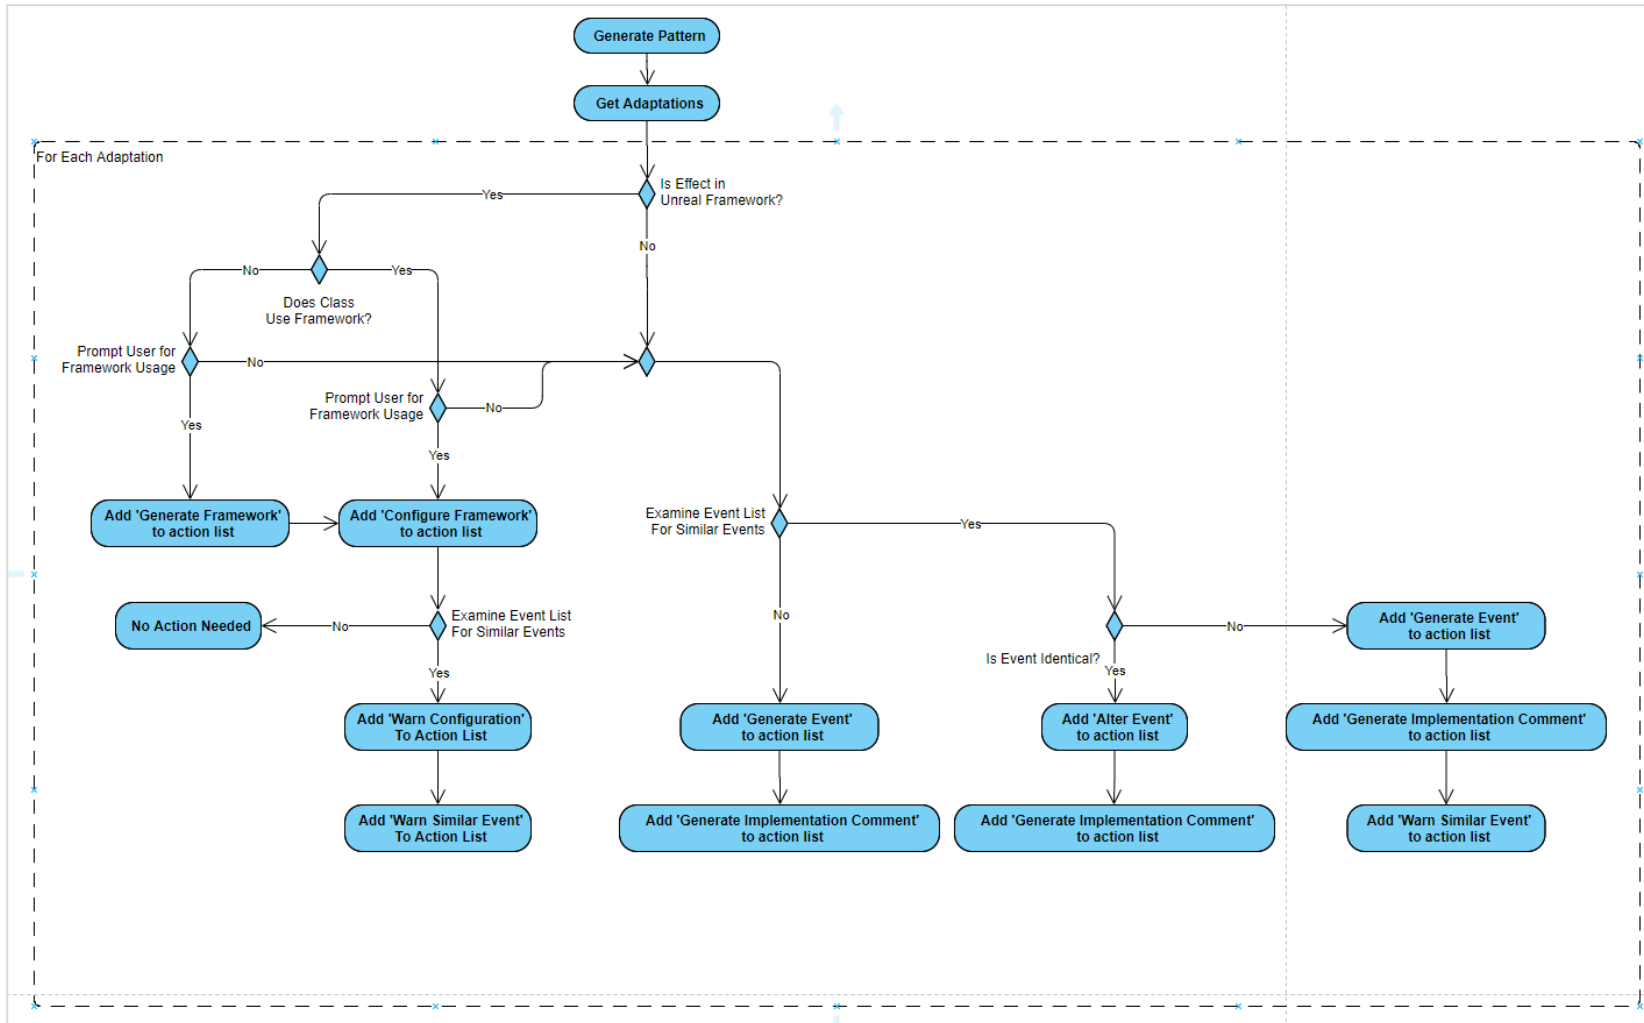 Generate Pattern
Get Adaptations
For Each Adaptation
Is Effect in
Unreal Framework?
Yes
No
No
Yes
Does Class
Use Framework?
Prompt User for
Framework Usage
No
Prompt User for
Framework Usage
No
Yes
Yes
Add 'Generate Framework'
to action list
Add 'Configure Framework'
to action list
Examine Event List
For Similar Events
Yes
No
No Action Needed
No
Examine Event List
For Similar Events
Yes
Is Event Identical?
Yes
No
Add 'Generate Event'
to action list
Add 'Warn Configuration'
To Action List
Add 'Generate Event'
to action list
Add 'Alter Event'
to action list
Add 'Generate Implementation Comment'
to action list
Add 'Warn Similar Event'
To Action List
Add 'Generate Implementation Comment'
to action list
Add 'Generate Implementation Comment'
to action list
Add 'Warn Similar Event'
to action list